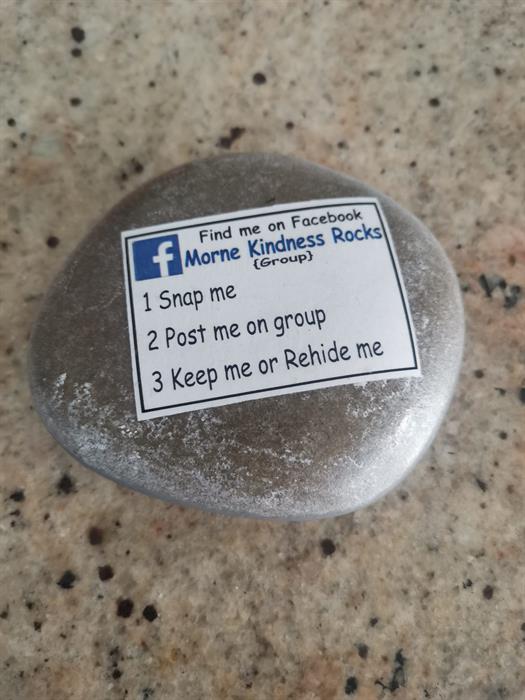 Find me on Facebook
Morne Kindness Rocks
{Group}
1 Snap me
2 Post me on group
3 Keep me or Rehide me